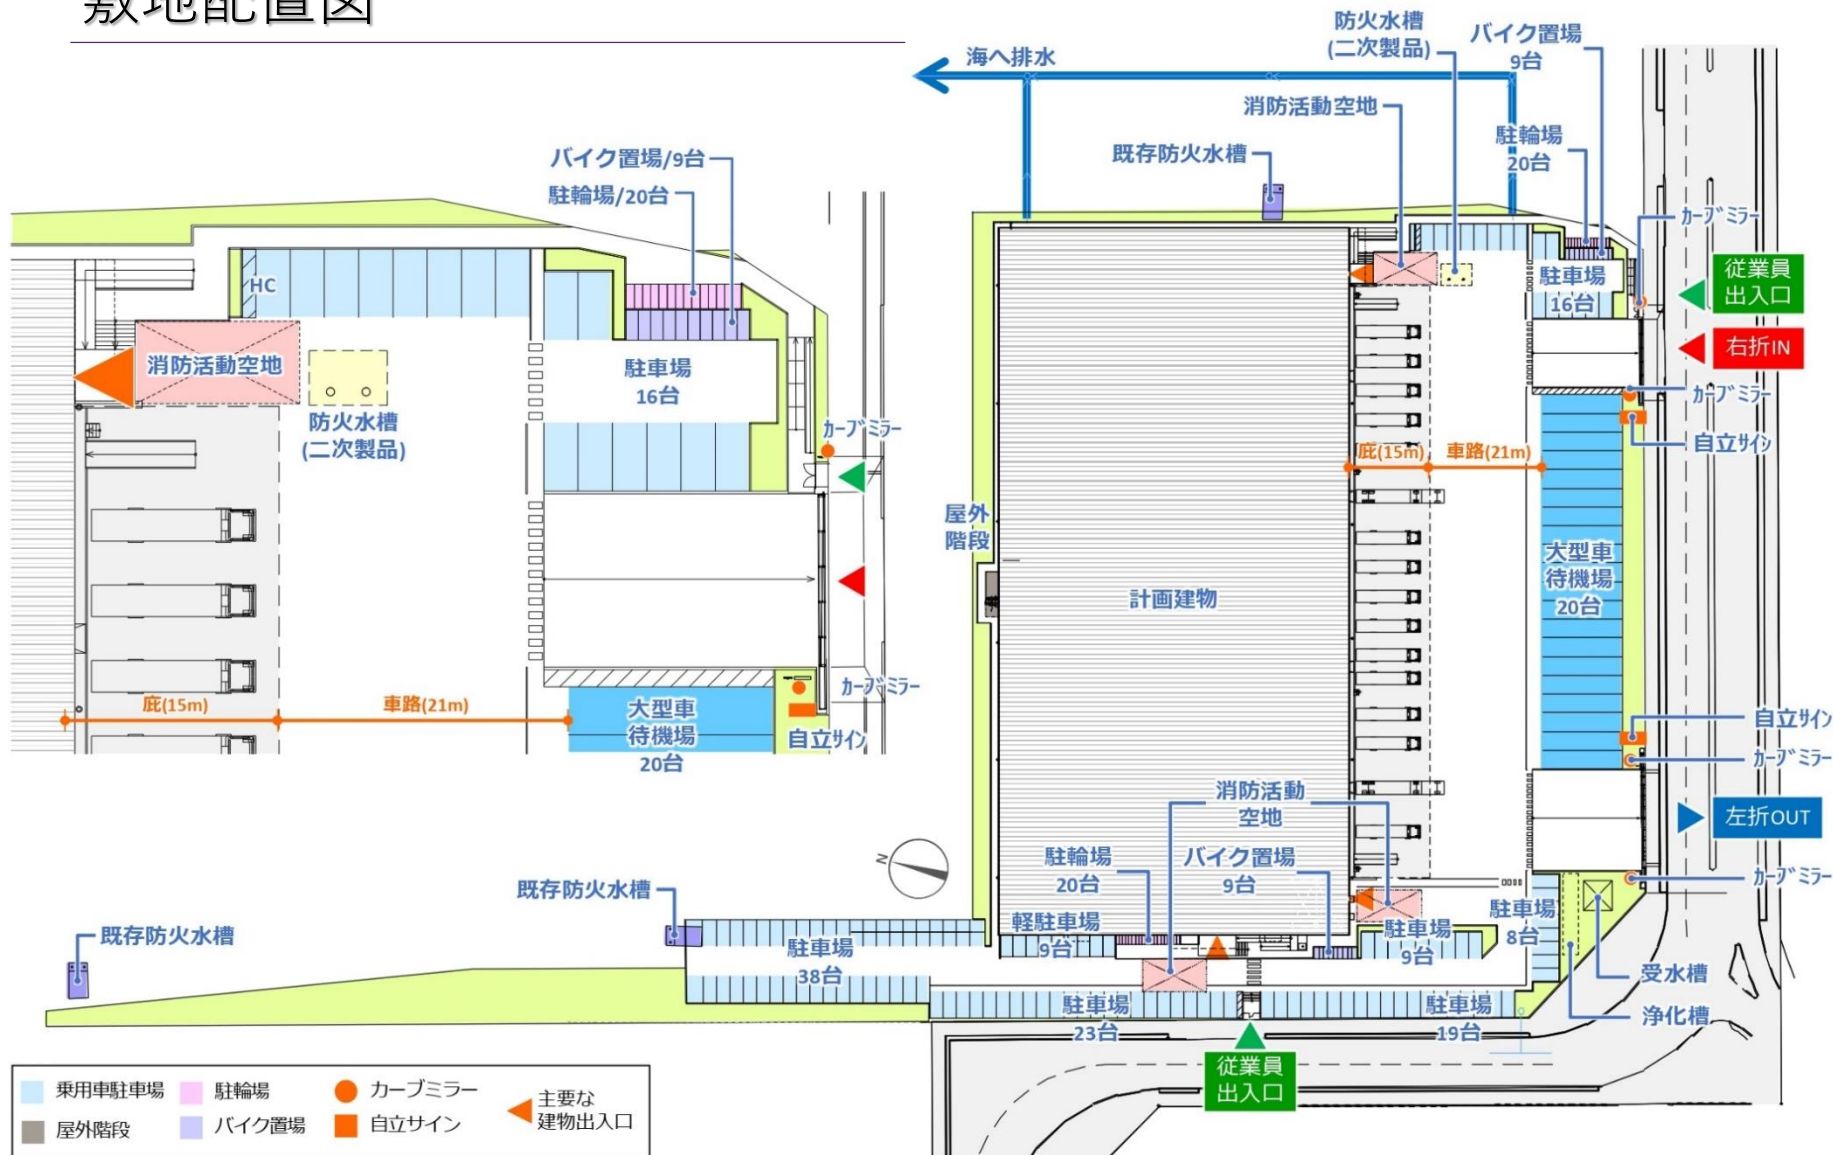 敷地配置図
海へ排水
防火水槽
(二次製品)
バイク置場
9台
消防活動空地
既存防火水槽
駐輪場
20台
カーブミラー
従業員
出入口
駐車場
16台
右折IN
カーブミラー
自立サイン
庇(15m)
車路(21m)
屋外
階段
計画建物
大型車
待機場
20台
自立サイン
カーブミラー
左折OUT
消防活動
空地
駐輪場
20台
バイク置場
9台
カーブミラー
軽駐車場
9台
駐車場
9台
駐車場
8台
受水槽
浄化槽
駐車場
38台
駐車場
23台
駐車場
19台
従業員
出入口
バイク置場/9台
駐輪場/20台
HC
消防活動空地
防火水槽
(二次製品)
駐車場
16台
カーブミラー
カーブミラー
庇(15m)
車路(21m)
大型車
待機場
20台
自立サイン
N
既存防火水槽
既存防火水槽
乗用車駐車場
駐輪場
カーブミラー
主要な
建物出入口
屋外階段
バイク置場
自立サイン